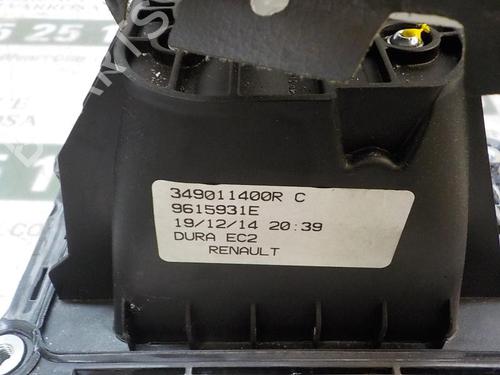 349011400R C
9615931E
19/12/14 20:39
DURA EC2
RENAULT